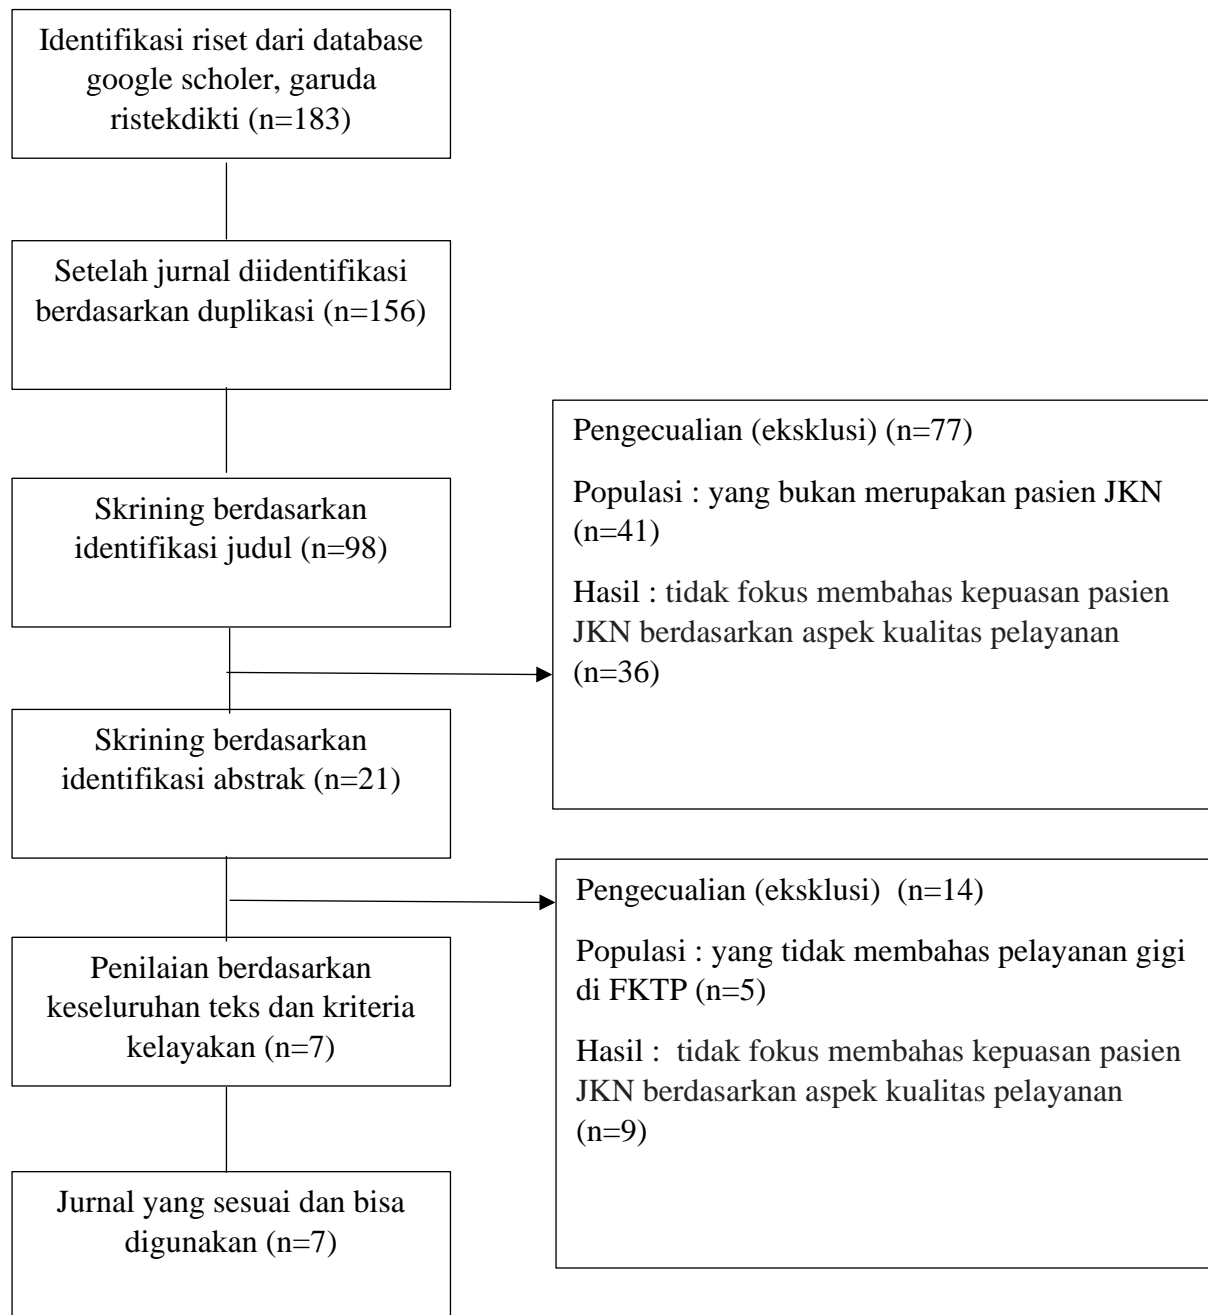 Identifikasi riset dari database
google scholer, garuda
ristekdikti (n=183)
Setelah jurnal diidentifikasi
berdasarkan duplikasi (n=156)
Skrining berdasarkan
identifikasi judul (n=98)
Pengecualian (eksklusi) (n=77)
Populasi : yang bukan merupakan pasien JKN
(n=41)
Hasil : tidak fokus membahas kepuasan pasien
JKN berdasarkan aspek kualitas pelayanan
(n=36)
Skrining berdasarkan
identifikasi abstrak (n=21)
Pengecualian (eksklusi)  (n=14)
Populasi : yang tidak membahas pelayanan gigi
di FKTP (n=5)
Hasil :  tidak fokus membahas kepuasan pasien
JKN berdasarkan aspek kualitas pelayanan
(n=9)
Penilaian berdasarkan
keseluruhan teks dan kriteria
kelayakan (n=7)
Jurnal yang sesuai dan bisa
digunakan (n=7)